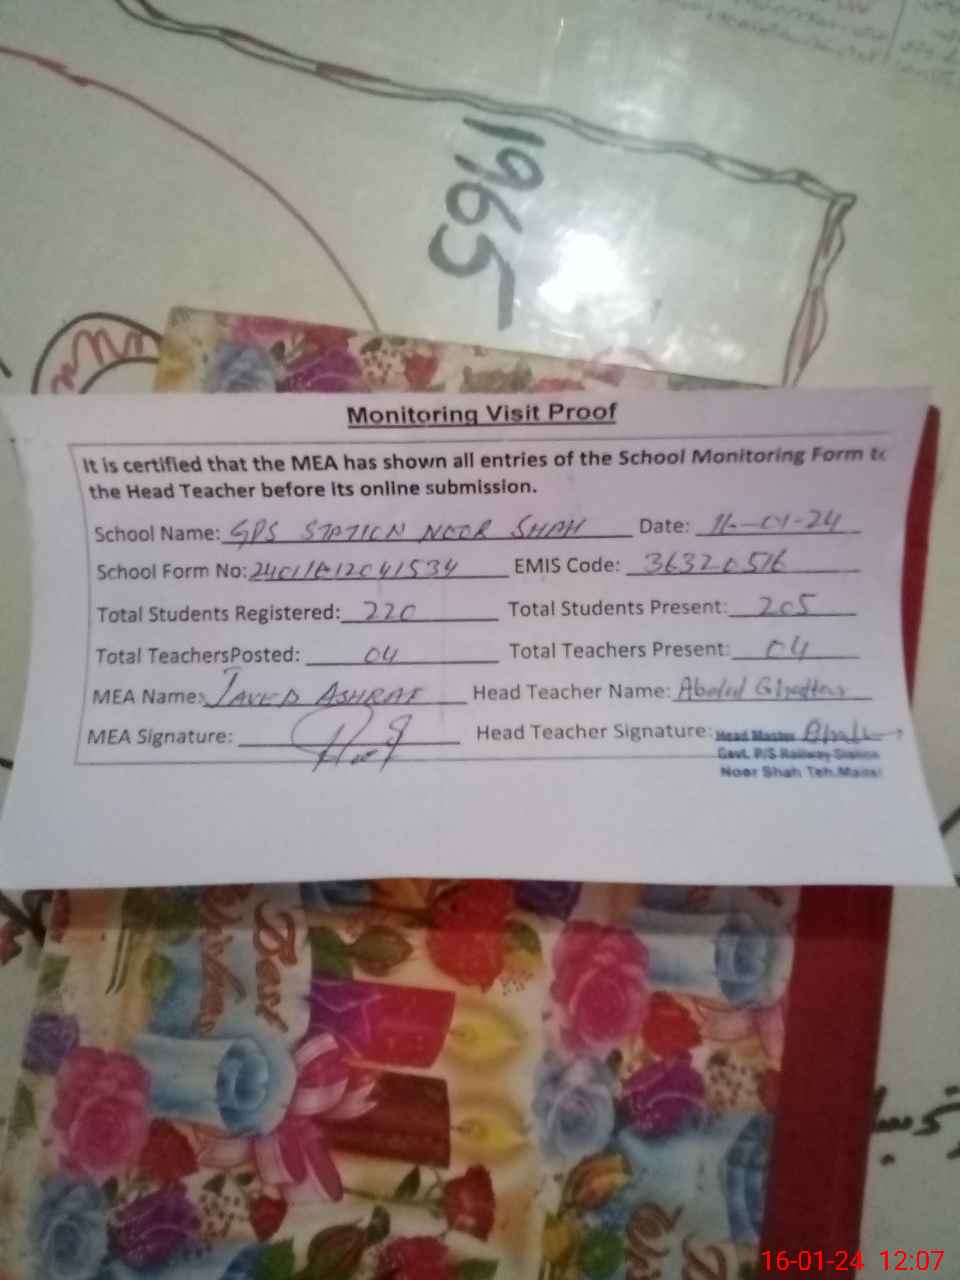 1965
Monitoring Visit Proof
It is certified that the MEA has shown all entries of the School Monitoring Form to
the Head Teacher before its online submission.
School Name: GPS STATION NOOR SHAH Date: 16-01-24
School Form No: EMIS Code: 36320516
Total Students Registered: 220 Total Students Present: 205
Total TeachersPosted: 04 Total Teachers Present: 04
MEA Name: JAVED ASHRAF Head Teacher Name: Abdul
MEA Signature: Head Teacher Signature: Head Master
Govt. P/S Railway Station
Noor Shah Teh. Mailsi
Best
Wishes
16-01-24 12:07